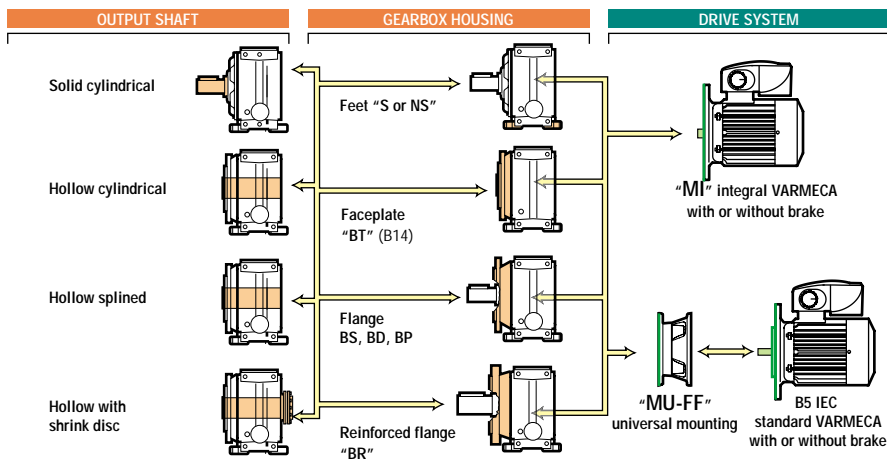 OUTPUT SHAFT
GEARBOX HOUSING
DRIVE SYSTEM
Solid cylindrical
Feet “S or NS”
“MI” integral VARMECA
with or without brake
Hollow cylindrical
Faceplate
“BT” (B14)
Hollow splined
Flange
BS, BD, BP
“MU-FF”
universal mounting
B5 IEC
standard VARMECA
with or without brake
Hollow with
shrink disc
Reinforced flange
“BR”